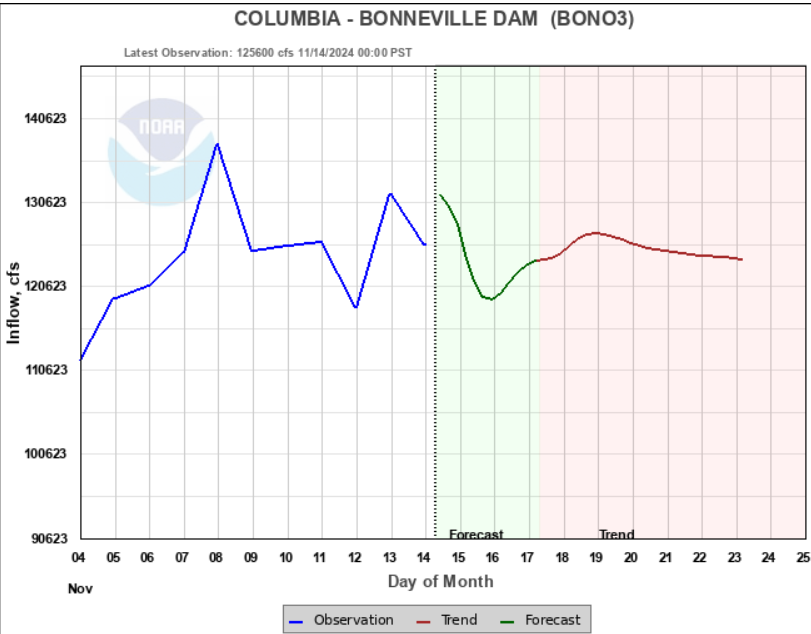 COLUMBIA - BONNEVILLE DAM (BONO3)
Latest Observation: 125600 cfs 11/14/2024 00:00 PST
NOAA
140623
130623
120623
110623
100623
90623
Inflow, cfs
Forecast
Trend
04 05 06 07 08 09 10 11 12 13 14 15 16 17 18 19 20 21 22 23 24 25
Nov
Day of Month
Observation Trend Forecast